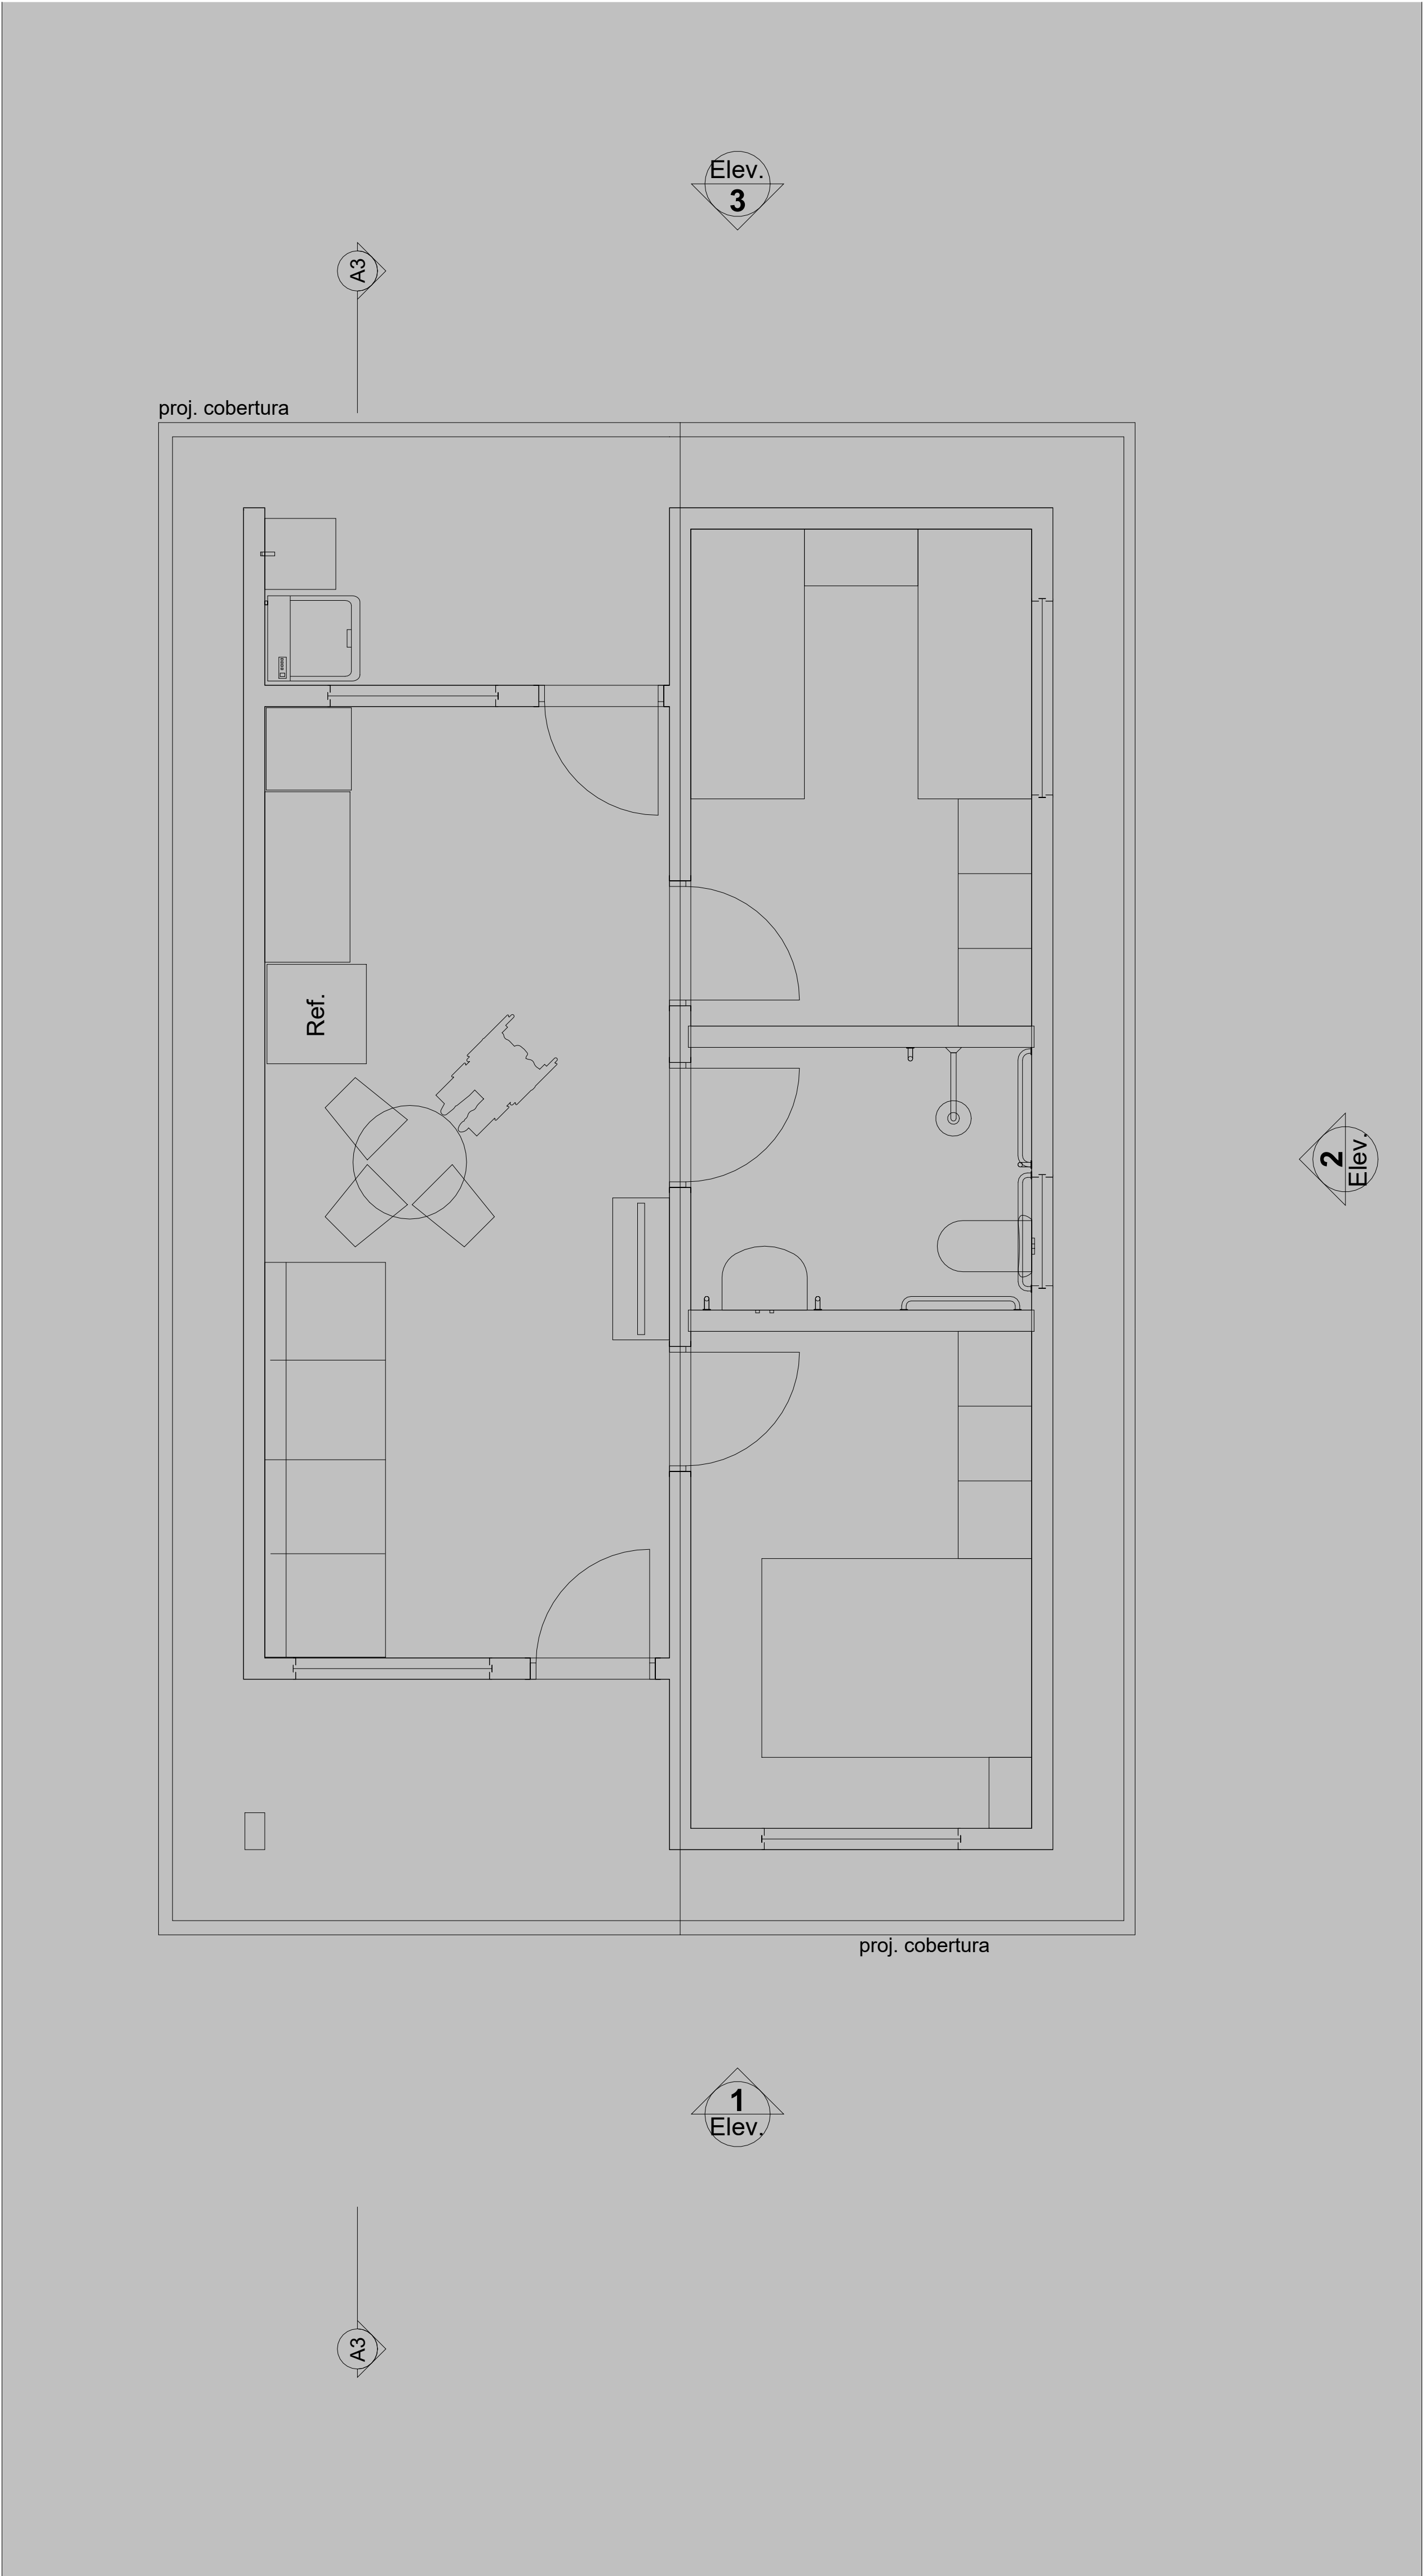 Elev.
3
A3
proj. cobertura
Ref.
2
Elev.
proj. cobertura
1
Elev.
A3